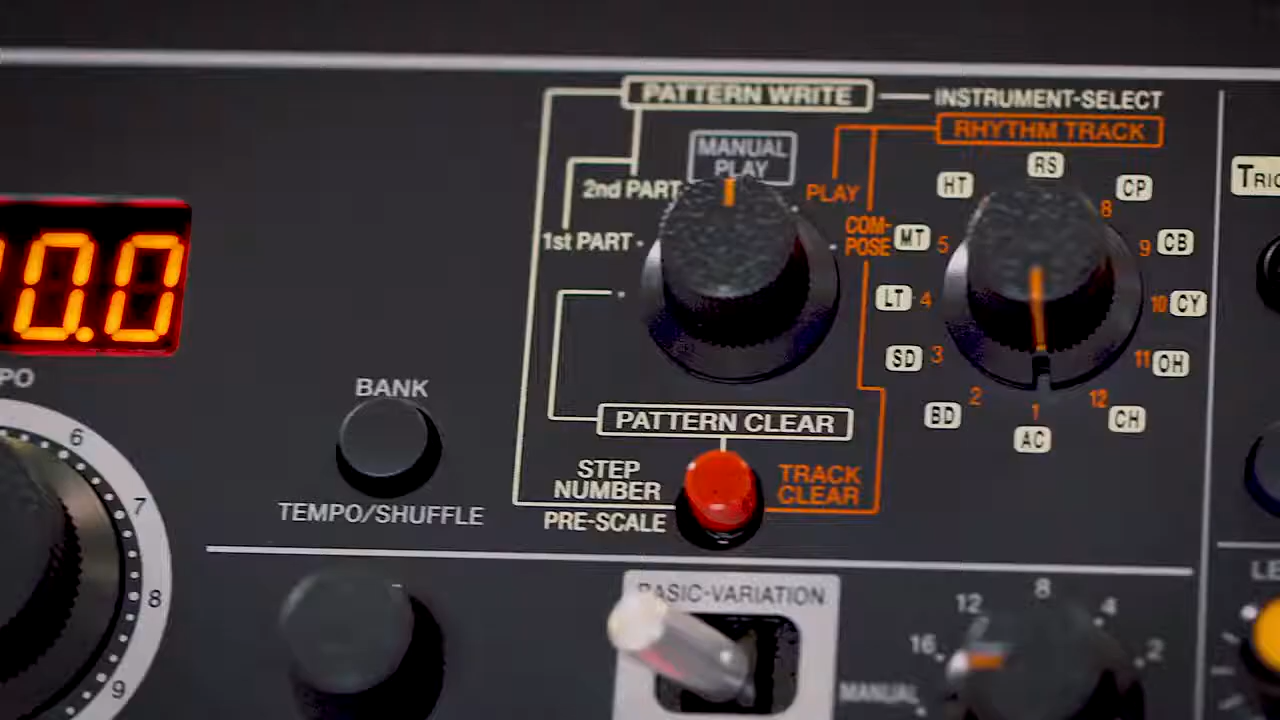 PATTERN WRITE
INSTRUMENT-SELECT
RHYTHM TRACK
MANUAL
PLAY
2nd PART
1st PART
PLAY
COM-
POSE
RS
HT
CP
8
MT
5
9
CB
LT
4
10
CY
SD
3
11
OH
BD
2
1
12
CH
AC
0.0
6
7
8
9
BANK
TEMPO/SHUFFLE
PATTERN CLEAR
STEP
NUMBER
PRE-SCALE
TRACK
CLEAR
BASIC-VARIATION
8
12
4
16
2
MANUAL